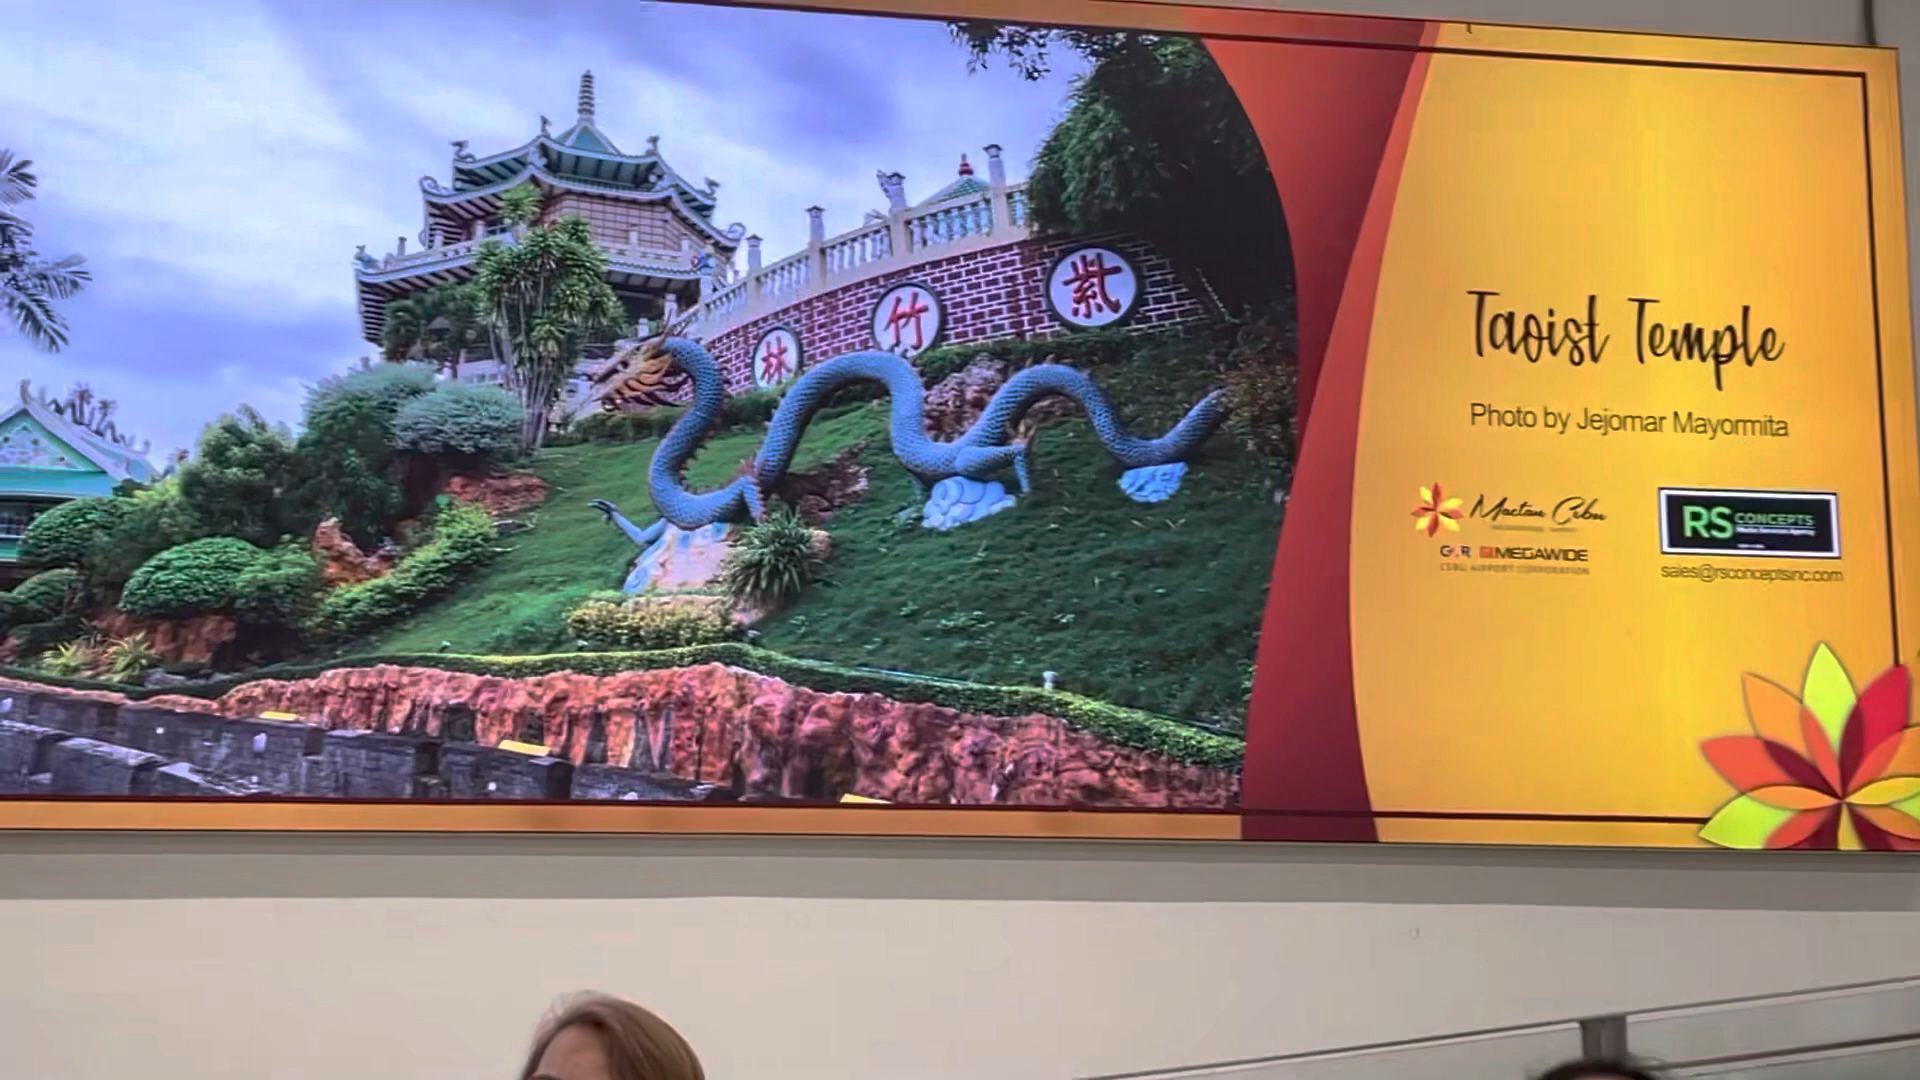 林 竹 紫
Taoist Temple
Photo by Jejomar Mayormita
Mactan Cebu
GMR MEGAWIDE
CEBU AIRPORT CORPORATION
RS CONCEPTS
sales@rsconceptsinc.com